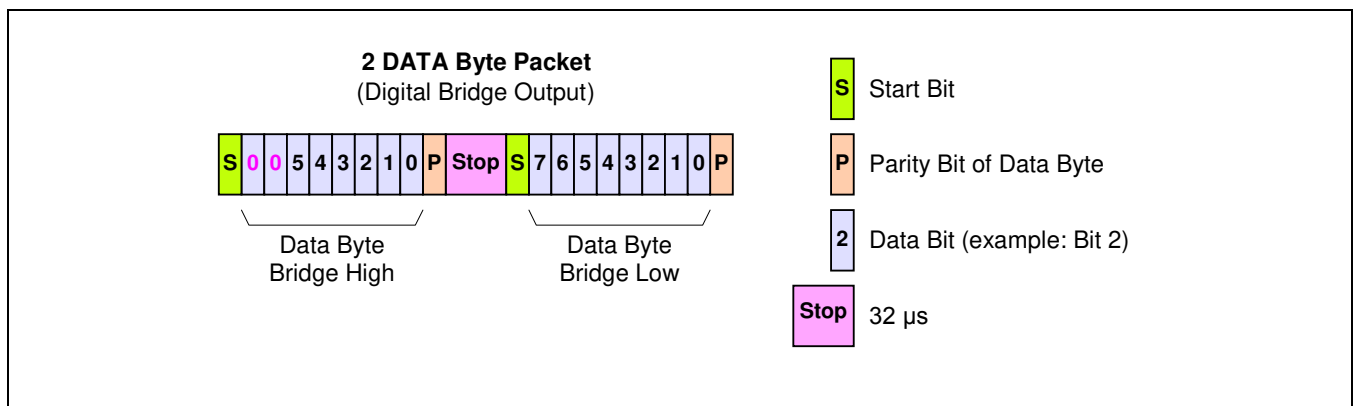 2 DATA Byte Packet
(Digital Bridge Output)
S 0 0 5 4 3 2 1 0 P Stop S 7 6 5 4 3 2 1 0 P
Data Byte
Bridge High
Data Byte
Bridge Low
S Start Bit
P Parity Bit of Data Byte
2 Data Bit (example: Bit 2)
Stop 32 µs